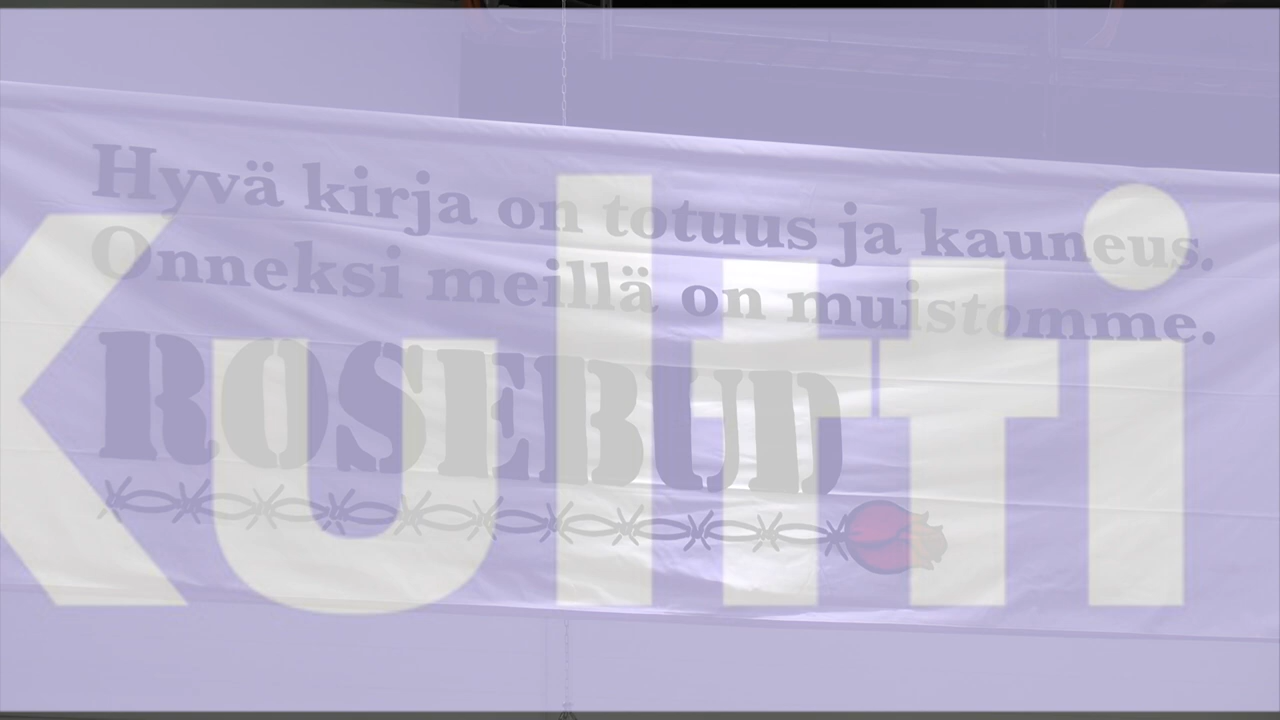 Hyvä kirja on totuus ja kauneus.
Onneksi meillä on muistomme.
ROSEBUD
Kultti